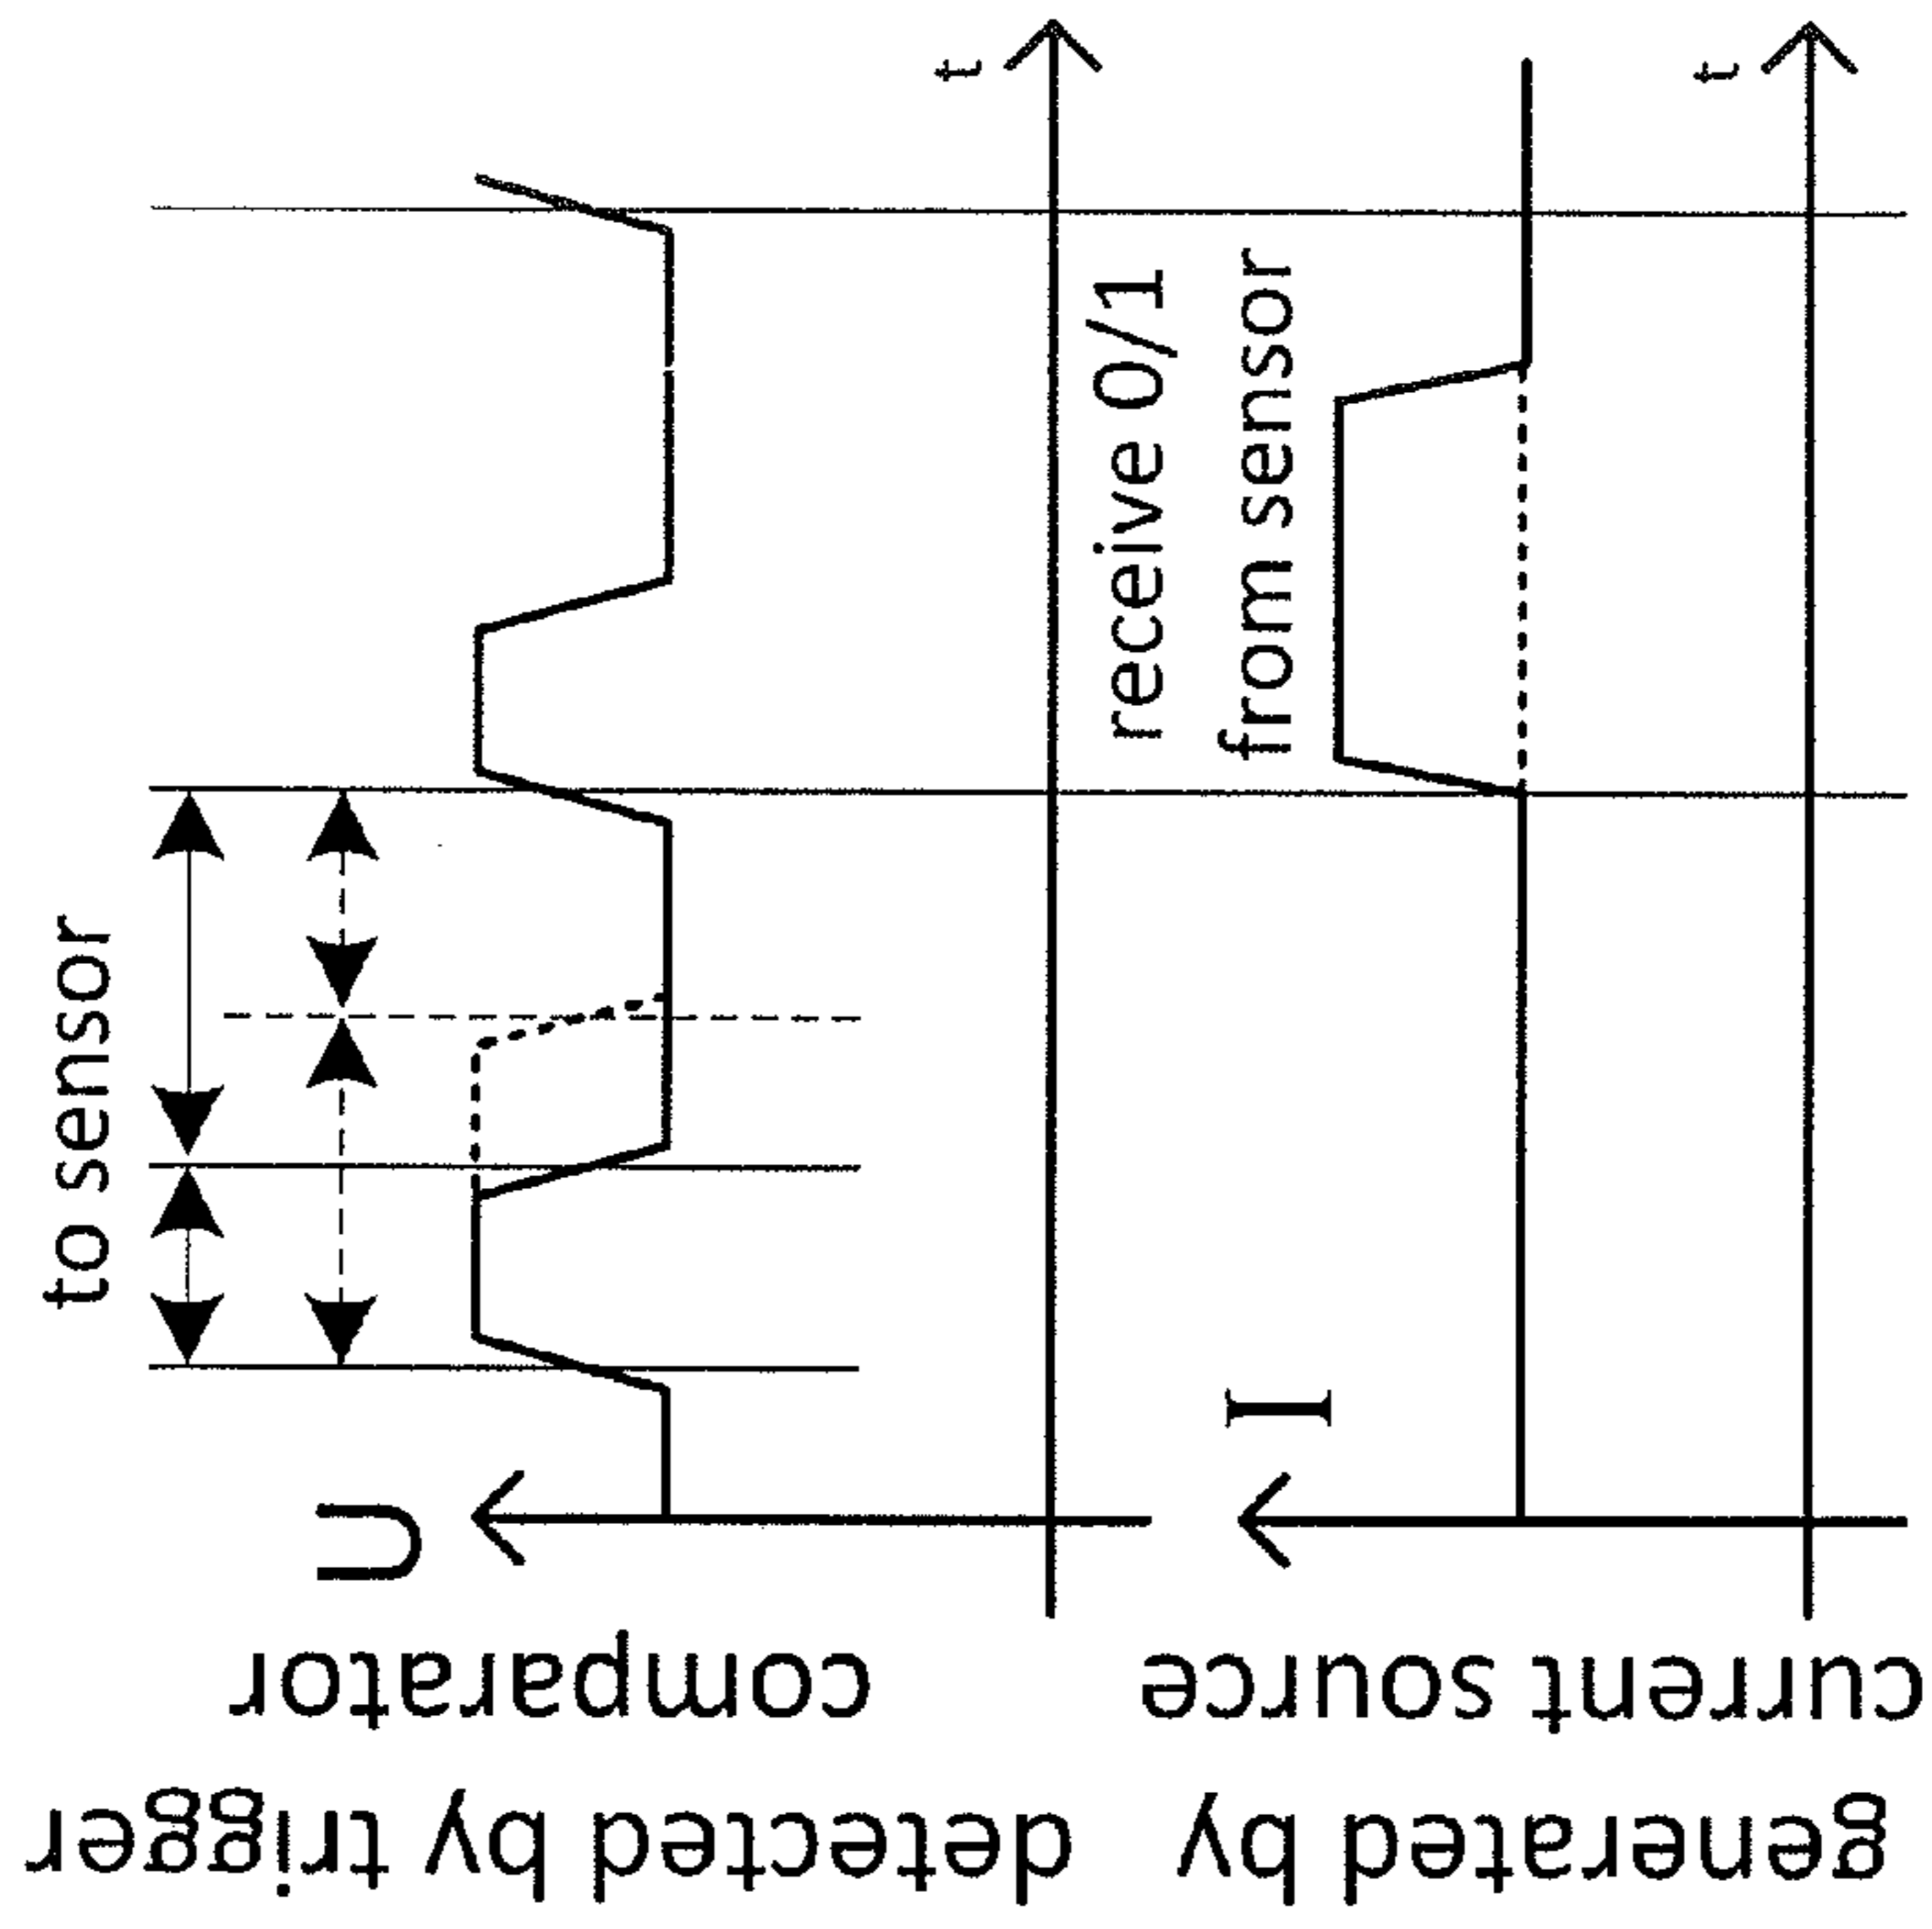 to sensor
U
t
detected by trigger
comparator
receive 0/1
from sensor
I
t
generated by
current source